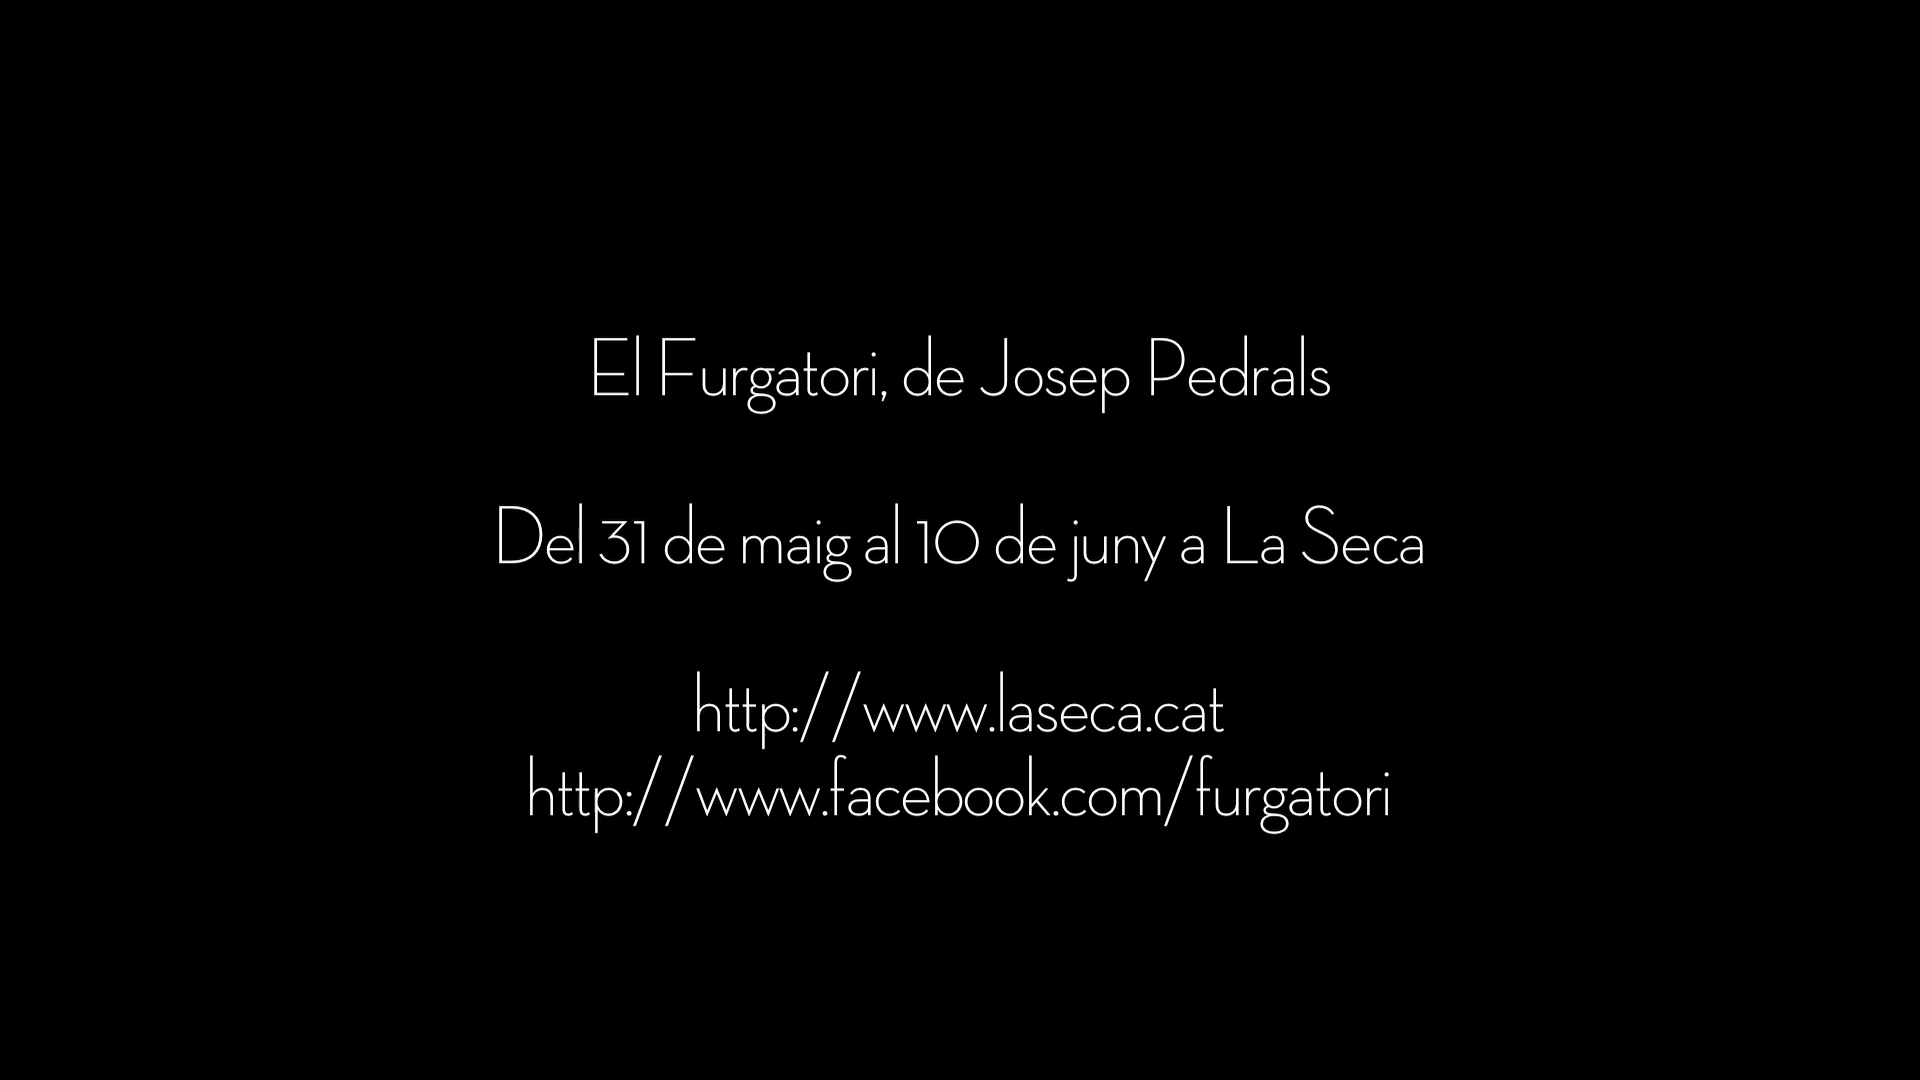 El Furgatori, de Josep Pedrals
Del 31 de maig al 10 de juny a La Seca
http://www.laseca.cat
http://www.facebook.com/furgatori